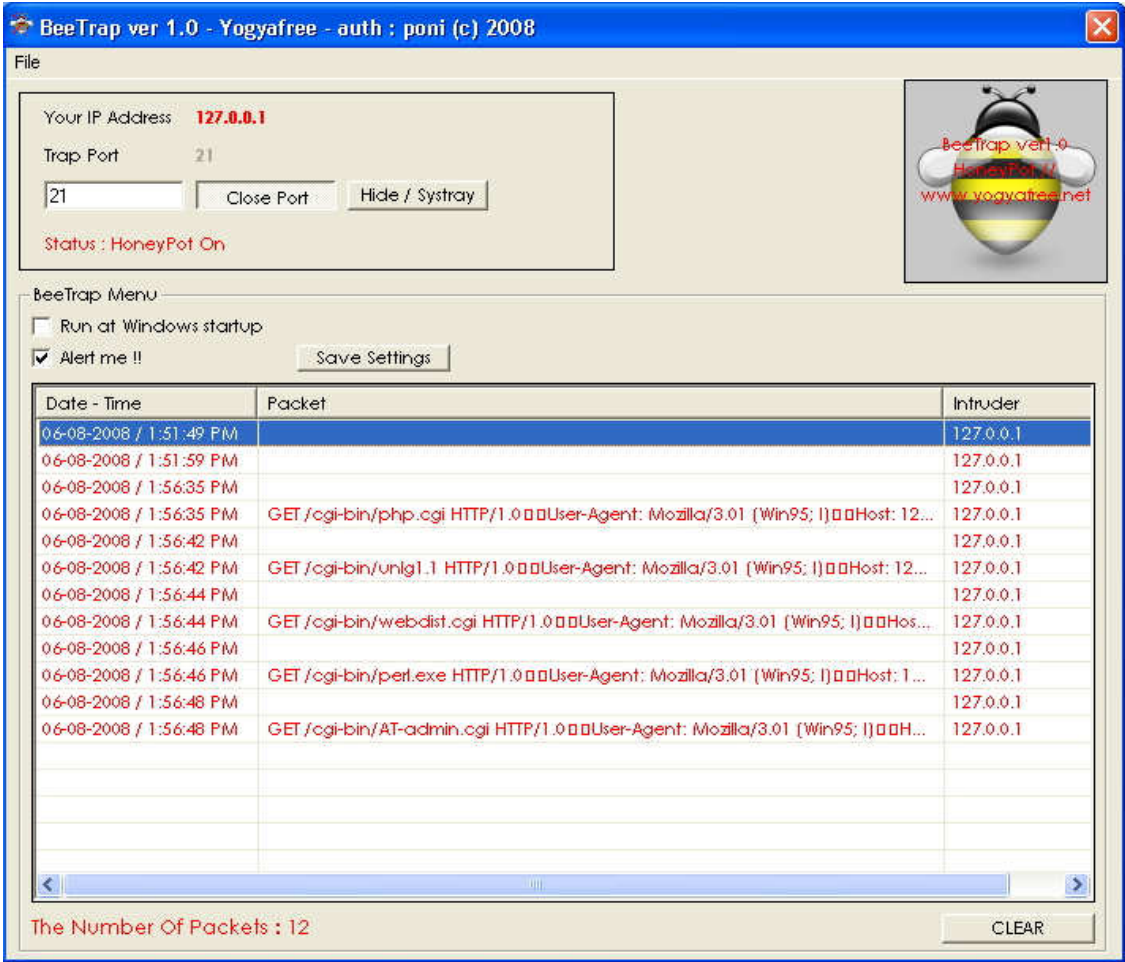 BeeTrap ver 1.0 - Yogyafree - auth : poni (c) 2008
File
Your IP Address 127.0.0.1
Trap Port 21
21 Close Port Hide / Systray
Status : HoneyPot On
BeeTrap ver1.0
HoneyPot //
www.yogyafree.net
BeeTrap Menu
Run at Windows startup
Alert me !! Save Settings
Date - Time Packet Intruder
06-08-2008 / 1:51:49 PM 127.0.0.1
06-08-2008 / 1:51:59 PM 127.0.0.1
06-08-2008 / 1:56:35 PM 127.0.0.1
06-08-2008 / 1:56:35 PM GET /cgi-bin/php.cgi HTTP/1.0▯▯User-Agent: Mozilla/3.01 (Win95; I)▯▯Host: 12... 127.0.0.1
06-08-2008 / 1:56:42 PM 127.0.0.1
06-08-2008 / 1:56:42 PM GET /cgi-bin/unlg1.1 HTTP/1.0▯▯User-Agent: Mozilla/3.01 (Win95; I)▯▯Host: 12... 127.0.0.1
06-08-2008 / 1:56:44 PM 127.0.0.1
06-08-2008 / 1:56:44 PM GET /cgi-bin/webdist.cgi HTTP/1.0▯▯User-Agent: Mozilla/3.01 (Win95; I)▯▯Hos... 127.0.0.1
06-08-2008 / 1:56:46 PM 127.0.0.1
06-08-2008 / 1:56:46 PM GET /cgi-bin/perl.exe HTTP/1.0▯▯User-Agent: Mozilla/3.01 (Win95; I)▯▯Host: 1... 127.0.0.1
06-08-2008 / 1:56:48 PM 127.0.0.1
06-08-2008 / 1:56:48 PM GET /cgi-bin/AT-admin.cgi HTTP/1.0▯▯User-Agent: Mozilla/3.01 (Win95; I)▯▯H... 127.0.0.1
The Number Of Packets : 12 CLEAR